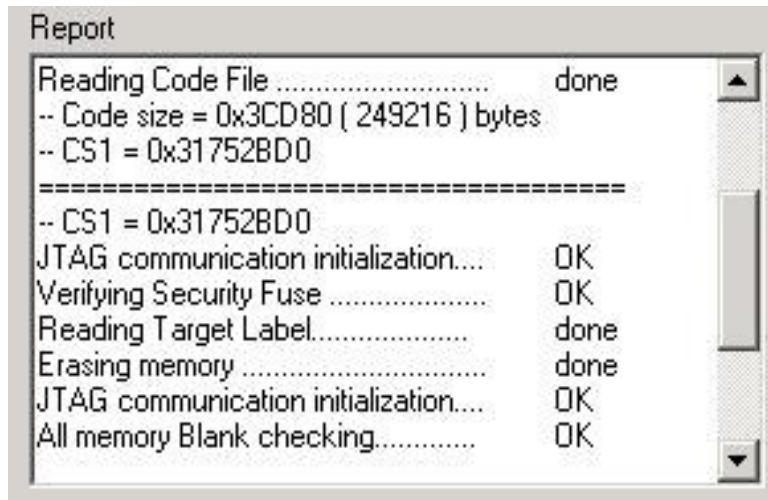 Report
Reading Code File ........................... done
-- Code size = 0x3CD80 ( 249216 ) bytes
-- CS1 = 0x31752BD0
=====================================
-- CS1 = 0x31752BD0
JTAG communication initialization.... OK
Verifying Security Fuse .................... OK
Reading Target Label.................... done
Erasing memory ............................... done
JTAG communication initialization.... OK
All memory Blank checking............. OK